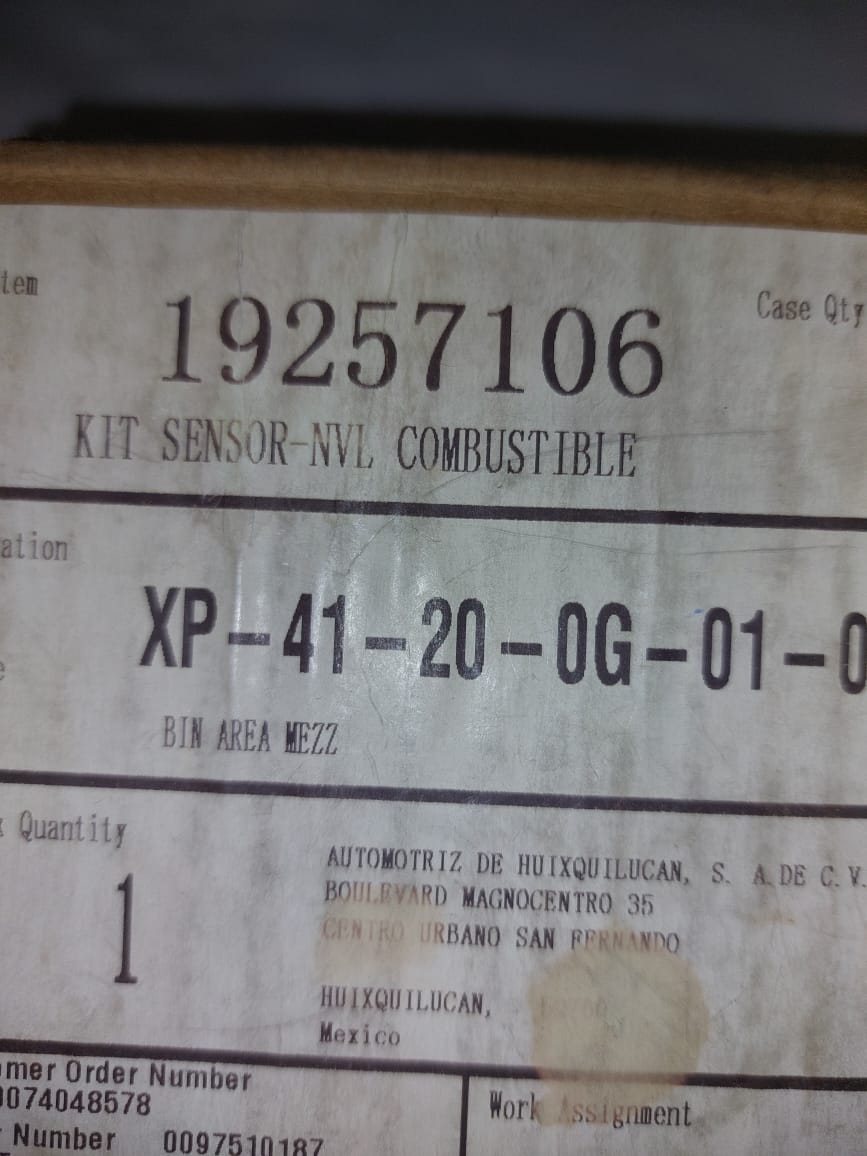 tem
Case Qty
19257106
KIT SENSOR-NVL COMBUSTIBLE
ation
XP-41-20-0G-01-0
e
BIN AREA MEZZ
Quantity
1
AUTOMOTRIZ DE HUIXQUILUCAN, S. A.DE C.V.
BOULEVARD MAGNOCENTRO 35
CENTRO URBANO SAN FERNANDO
HUIXQUILUCAN,
Mexico
mer Order Number
0074048578
Number 0097510187
Work Assignment